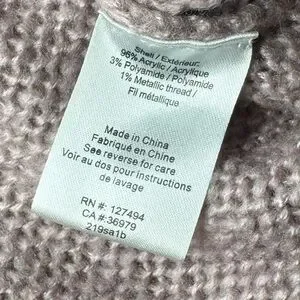 Shell / Extérieur:
96% Acrylic / Acrylique
3% Polyamide / Polyamide
1% Metallic thread /
Fil métallique
Made in China
Fabriqué en Chine
See reverse for care
Voir au dos pour instructions
de lavage
RN #: 127494
CA #:36979
219sa1b